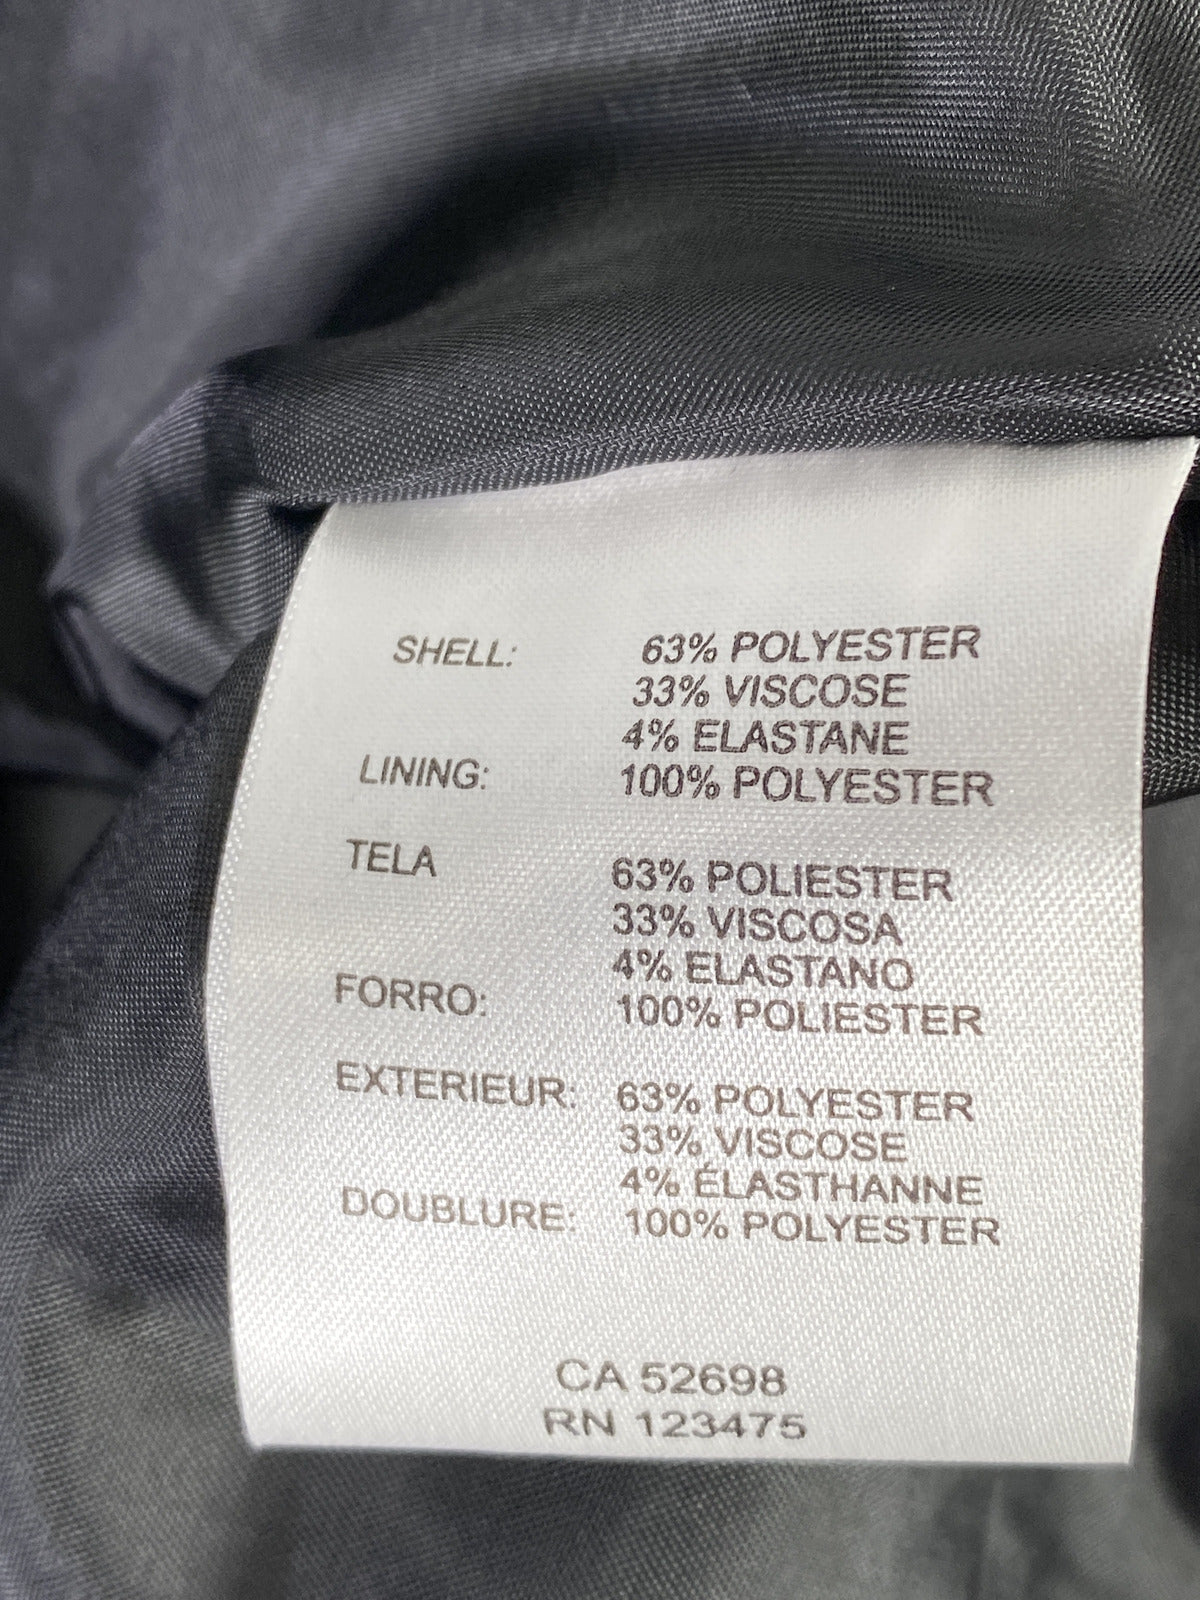 SHELL: 63% POLYESTER
33% VISCOSE
4% ELASTANE
LINING: 100% POLYESTER
TELA 63% POLIESTER
33% VISCOSA
4% ELASTANO
FORRO: 100% POLIESTER
EXTERIEUR: 63% POLYESTER
33% VISCOSE
4% ÉLASTHANNE
DOUBLURE: 100% POLYESTER
CA 52698
RN 123475